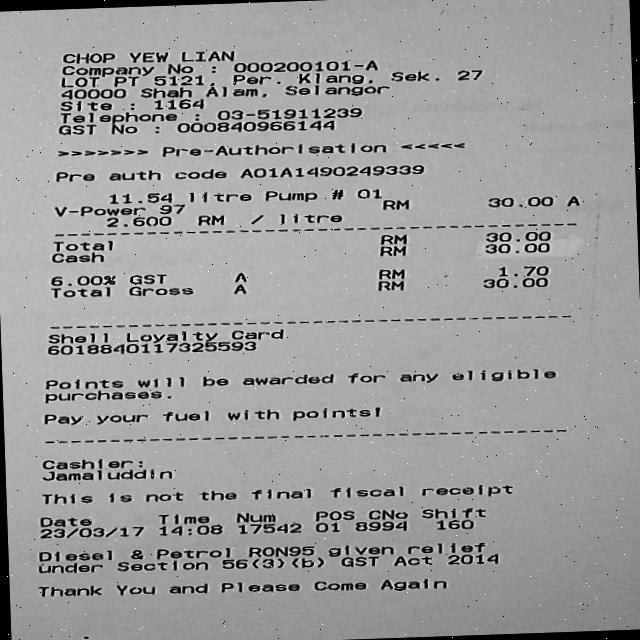 CHOP YEW LIAN
Company No : 000200101-A
LOT PT 5121, Per. Klang, Sek. 27
40000 Shah Alam, Selangor
Site : 1164
Telephone : 03-51911239
GST No : 000840966144
>>>>>>> Pre-Authorisation <<<<<
Pre auth code A01A1490249339
11.54 litre Pump # 01
V-Power 97 RM 30.00 A
2.600 RM / litre
Total RM 30.00
Cash RM 30.00
6.00% GST A RM 1.70
Total Gross A RM 30.00
Shell Loyalty Card
6018840117325593
Points will be awarded for any eligible
purchases.
Pay your fuel with points!
Cashier:
Jamaluddin
This is not the final fiscal receipt
Date Time Num POS CNo Shift
23/03/17 14:08 17542 01 8994 160
Diesel & Petrol RON95 given relief
under Section 56(3)(b) GST Act 2014
Thank You and Please Come Again